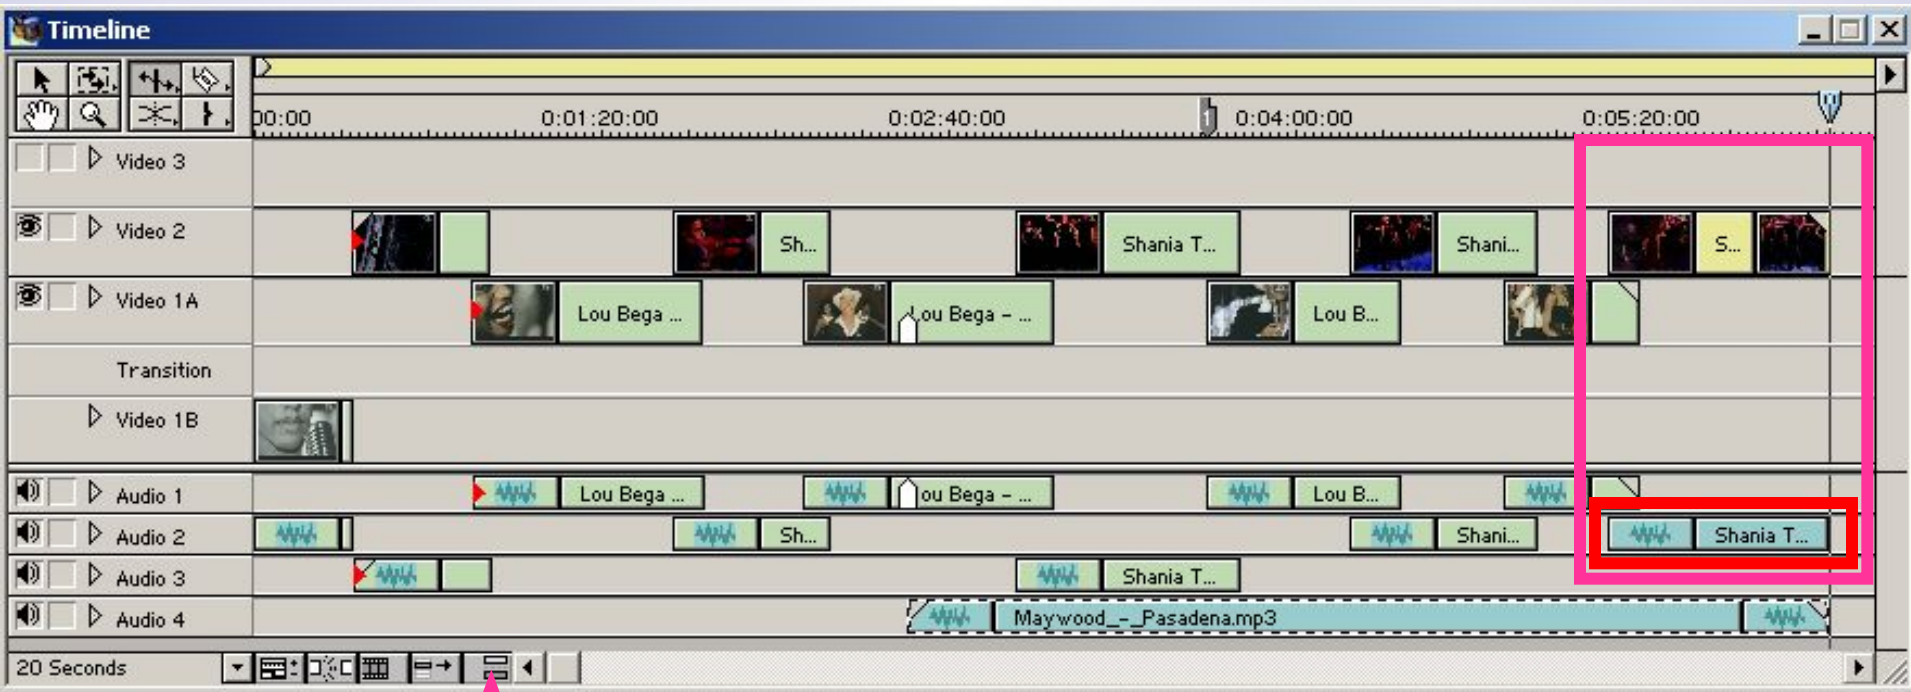 Timeline
00:00 0:01:20:00 0:02:40:00 1 0:04:00:00 0:05:20:00
Video 3
Video 2 Sh... Shania T... Shani... S...
Video 1A Lou Bega ... Lou Bega - ... Lou B...
Transition
Video 1B
Audio 1 Lou Bega ... ou Bega - ... Lou B...
Audio 2 Sh... Shani... Shania T...
Audio 3 Shania T...
Audio 4 Maywood_-_Pasadena.mp3
20 Seconds